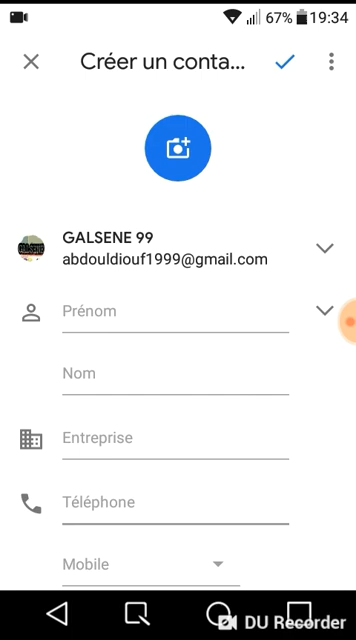 67% 19:34
Créer un conta...
GALSENE 99
abdouldiouf1999@gmail.com
Prénom
Nom
Entreprise
Téléphone
Mobile
DU Recorder